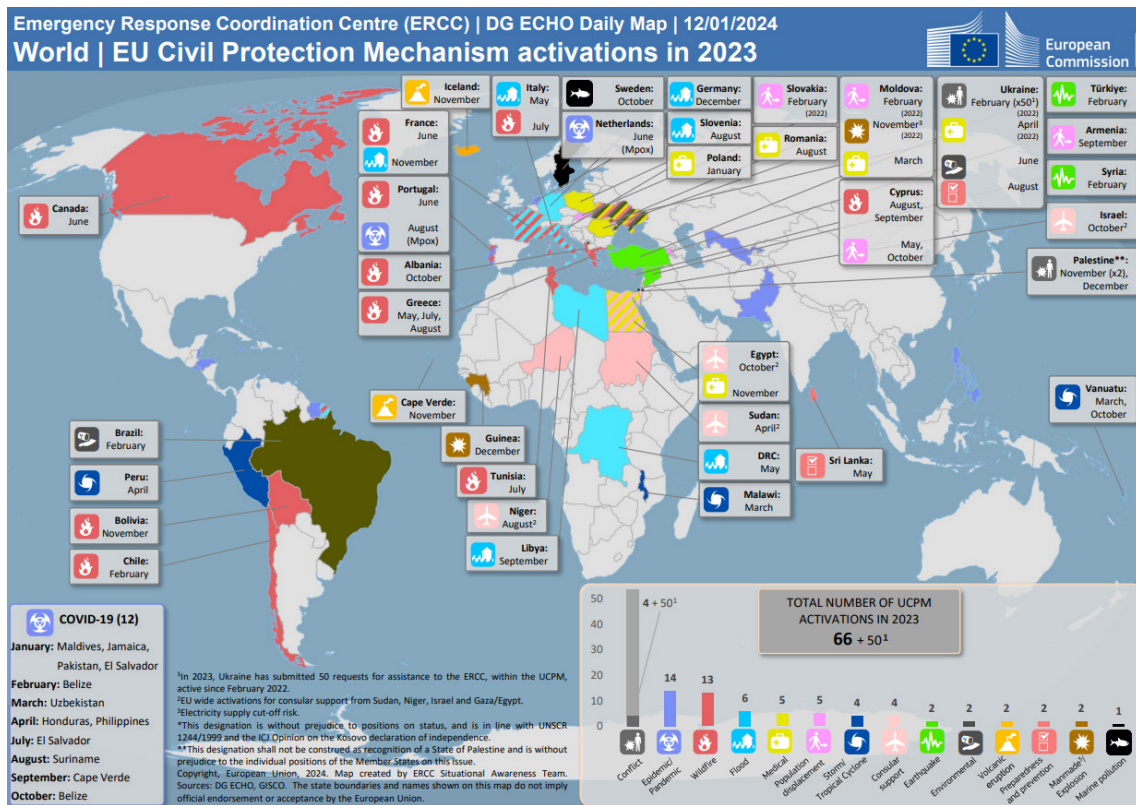 Emergency Response Coordination Centre (ERCC) | DG ECHO Daily Map | 12/01/2024
World | EU Civil Protection Mechanism activations in 2023
European
Commission
Iceland:
November
Italy:
May
July
Sweden:
October
Netherlands:
June
(Mpox)
Germany:
December
Slovenia:
August
Poland:
January
Slovakia:
February
(2022)
Romania:
August
Moldova:
February
(2022)
November³
(2022)
March
Ukraine:
February (x50¹)
(2022)
April
(2022)
June
August
Türkiye:
February
Armenia:
September
Syria:
February
Israel:
October²
Palestine**:
November (x2),
December
France:
June
November
Portugal:
June
August
(Mpox)
Albania:
October
Greece:
May, July,
August
Cyprus:
August,
September
May,
October
Canada:
June
Cape Verde:
November
Guinea:
December
Tunisia:
July
Niger:
August²
Libya:
September
Egypt:
October²
November
Sudan:
April²
DRC:
May
Malawi:
March
Sri Lanka:
May
Vanuatu:
March,
October
Brazil:
February
Peru:
April
Bolivia:
November
Chile:
February
COVID-19 (12)
January: Maldives, Jamaica,
Pakistan, El Salvador
February: Belize
March: Uzbekistan
April: Honduras, Philippines
July: El Salvador
August: Suriname
September: Cape Verde
October: Belize
¹In 2023, Ukraine has submitted 50 requests for assistance to the ERCC, within the UCPM,
active since February 2022.
²EU wide activations for consular support from Sudan, Niger, Israel and Gaza/Egypt.
³Electricity supply cut-off risk.
*This designation is without prejudice to positions on status, and is in line with UNSCR
1244/1999 and the ICJ Opinion on the Kosovo declaration of independence.
**This designation shall not be construed as recognition of a State of Palestine and is without
prejudice to the individual positions of the Member States on this issue.
Copyright, European Union, 2024. Map created by ERCC Situational Awareness Team.
Sources: DG ECHO, GISCO. The state boundaries and names shown on this map do not imply
official endorsement or acceptance by the European Union.
TOTAL NUMBER OF UCPM
ACTIVATIONS IN 2023
66 + 50¹
50
40
30
20
10
0
4 + 50¹
14
13
6
5
5
4
4
2
2
2
2
2
1
Conflict
Epidemic/
Pandemic
Wildfire
Flood
Medical
Population
displacement
Storm/
Tropical Cyclone
Consular
support
Earthquake
Environmental
Volcanic
eruption
Preparedness
and prevention
Manmade³/
Explosion
Marine pollution